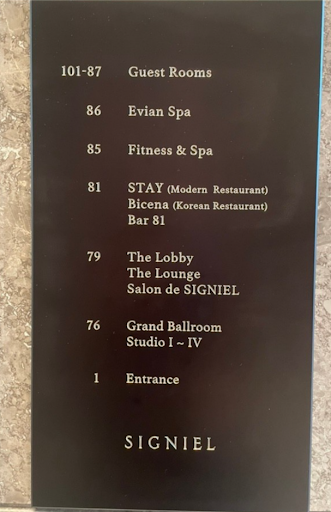 101-87 Guest Rooms
86 Evian Spa
85 Fitness & Spa
81 STAY (Modern Restaurant)
Bicena (Korean Restaurant)
Bar 81
79 The Lobby
The Lounge
Salon de SIGNIEL
76 Grand Ballroom
Studio I ~ IV
1 Entrance
SIGNIEL